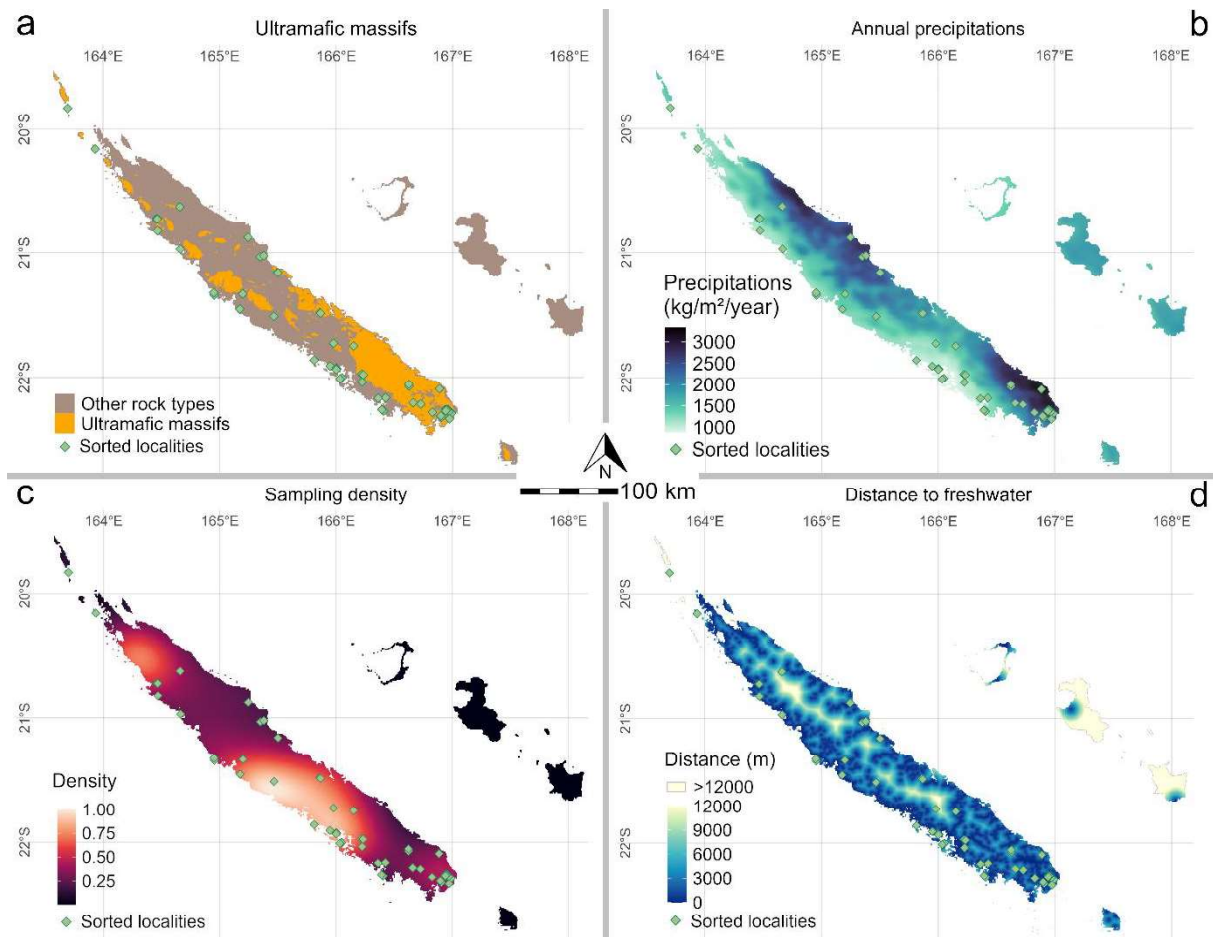 a
Ultramafic massifs
164°E
165°E
166°E
167°E
168°E
20°S
21°S
22°S
Other rock types
Ultramafic massifs
Sorted localities
Annual precipitations
b
164°E
165°E
166°E
167°E
168°E
20°S
21°S
22°S
Precipitations
(kg/m²/year)
3000
2500
2000
1500
1000
Sorted localities
N
100 km
c
Sampling density
164°E
165°E
166°E
167°E
168°E
20°S
21°S
22°S
Density
1.00
0.75
0.50
0.25
Sorted localities
Distance to freshwater
d
164°E
165°E
166°E
167°E
168°E
20°S
21°S
22°S
Distance (m)
>12000
12000
9000
6000
3000
0
Sorted localities